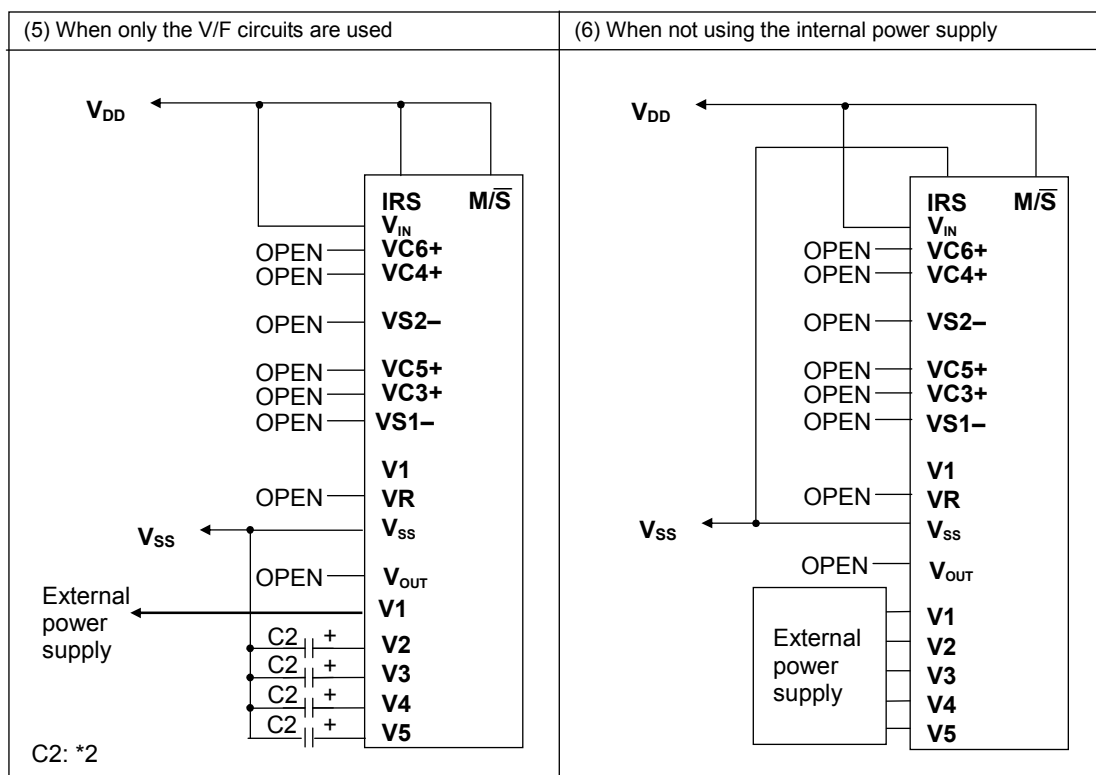 (5) When only the V/F circuits are used
VDD
IRS M/S̅
VIN
OPEN VC6+
OPEN VC4+
OPEN VS2–
OPEN VC5+
OPEN VC3+
OPEN VS1–
V1
OPEN VR
VSS VSS
OPEN VOUT
External
power
supply
V1
C2 + V2
C2 + V3
C2 + V4
C2 + V5
C2: *2
(6) When not using the internal power supply
VDD
IRS M/S̅
VIN
OPEN VC6+
OPEN VC4+
OPEN VS2–
OPEN VC5+
OPEN VC3+
OPEN VS1–
V1
OPEN VR
VSS VSS
OPEN VOUT
External
power
supply
V1
V2
V3
V4
V5